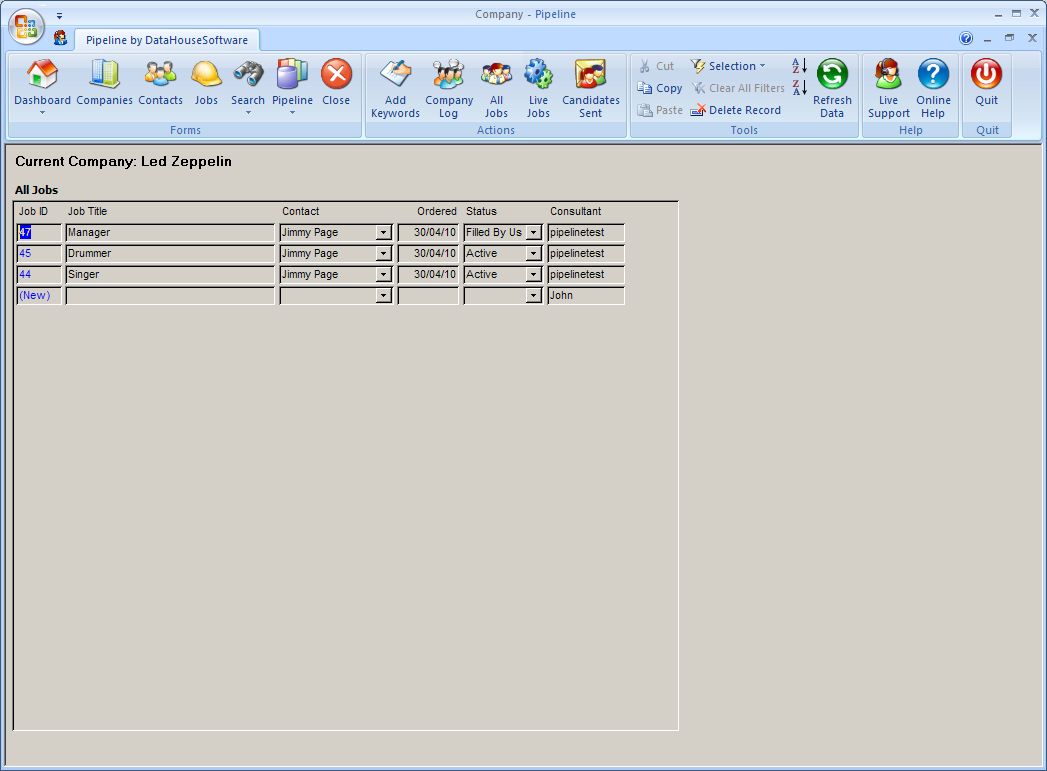 Company - Pipeline
Pipeline by DataHouseSoftware
Dashboard Companies Contacts Jobs Search Pipeline Close
Forms
Add Keywords Company Log All Jobs Live Jobs Candidates Sent
Actions
Cut Selection
Copy Clear All Filters
Paste Delete Record
A Z
Z A
Refresh Data
Tools
Live Support Online Help
Help
Quit
Quit
Current Company: Led Zeppelin
All Jobs
Job ID Job Title Contact Ordered Status Consultant
47 Manager Jimmy Page 30/04/10 Filled By Us pipelinetest
45 Drummer Jimmy Page 30/04/10 Active pipelinetest
44 Singer Jimmy Page 30/04/10 Active pipelinetest
(New) John